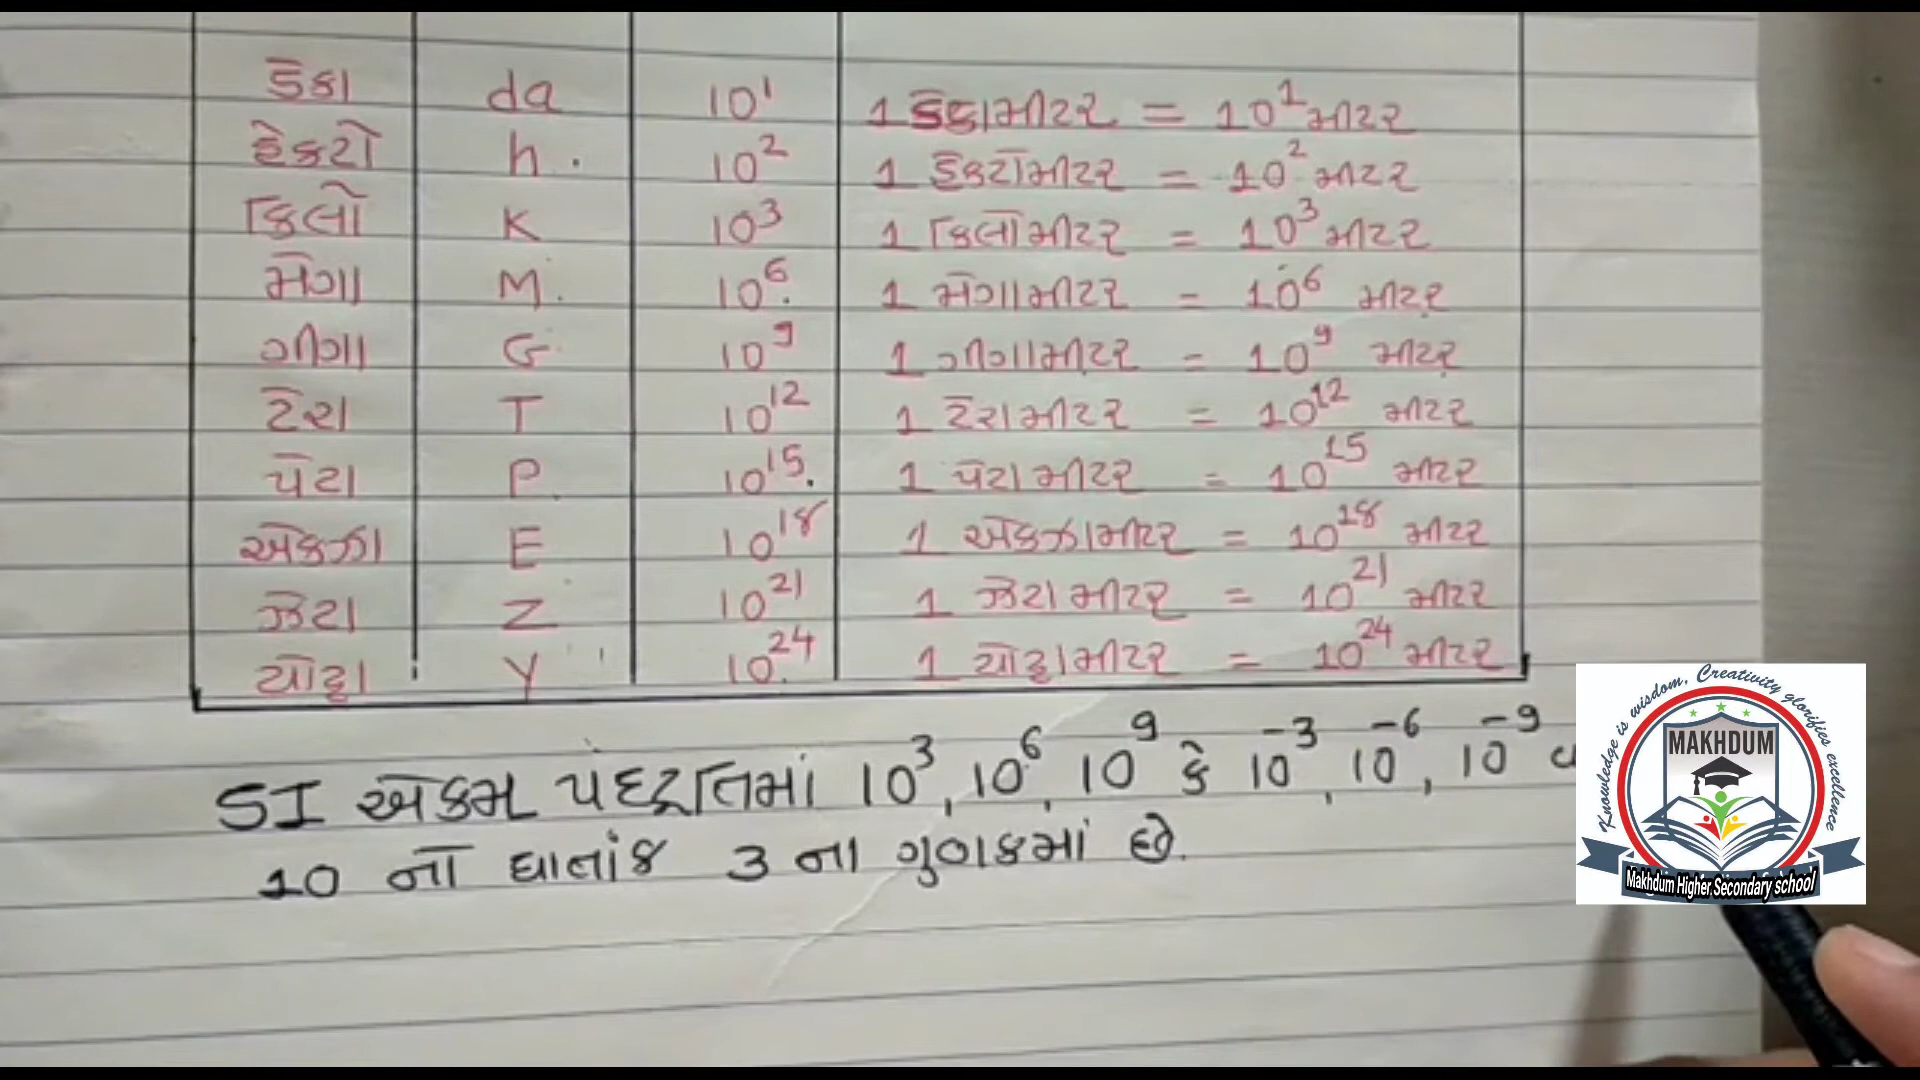 ડેકા da 10¹ 1 ડેકામીટર = 10¹ મીટર
હેકટો h 10² 1 હેકટોમીટર = 10² મીટર
કિલો K 10³ 1 કિલોમીટર = 10³ મીટર
મેગા M 10⁶ 1 મેગામીટર = 10⁶ મીટર
ગીગા G 10⁹ 1 ગીગામીટર = 10⁹ મીટર
ટેરા T 10¹² 1 ટેરામીટર = 10¹² મીટર
પેટા P 10¹⁵ 1 પેટામીટર = 10¹⁵ મીટર
એકઝા E 10¹⁸ 1 એકઝામીટર = 10¹⁸ મીટર
ઝેટા Z 10²¹ 1 ઝેટામીટર = 10²¹ મીટર
યોટ્ટા Y 10²⁴ 1 યોટ્ટામીટર = 10²⁴ મીટર
SI એકમ પદ્ધતિમાં 10³, 10⁶, 10⁹ કે 10⁻³, 10⁻⁶, 10⁻⁹
10 નો ઘાતાંક 3 ના ગુણકમાં છે.
Knowledge is wisdom, Creativity glorifies excellence
MAKHDUM
Makhdum Higher Secondary school